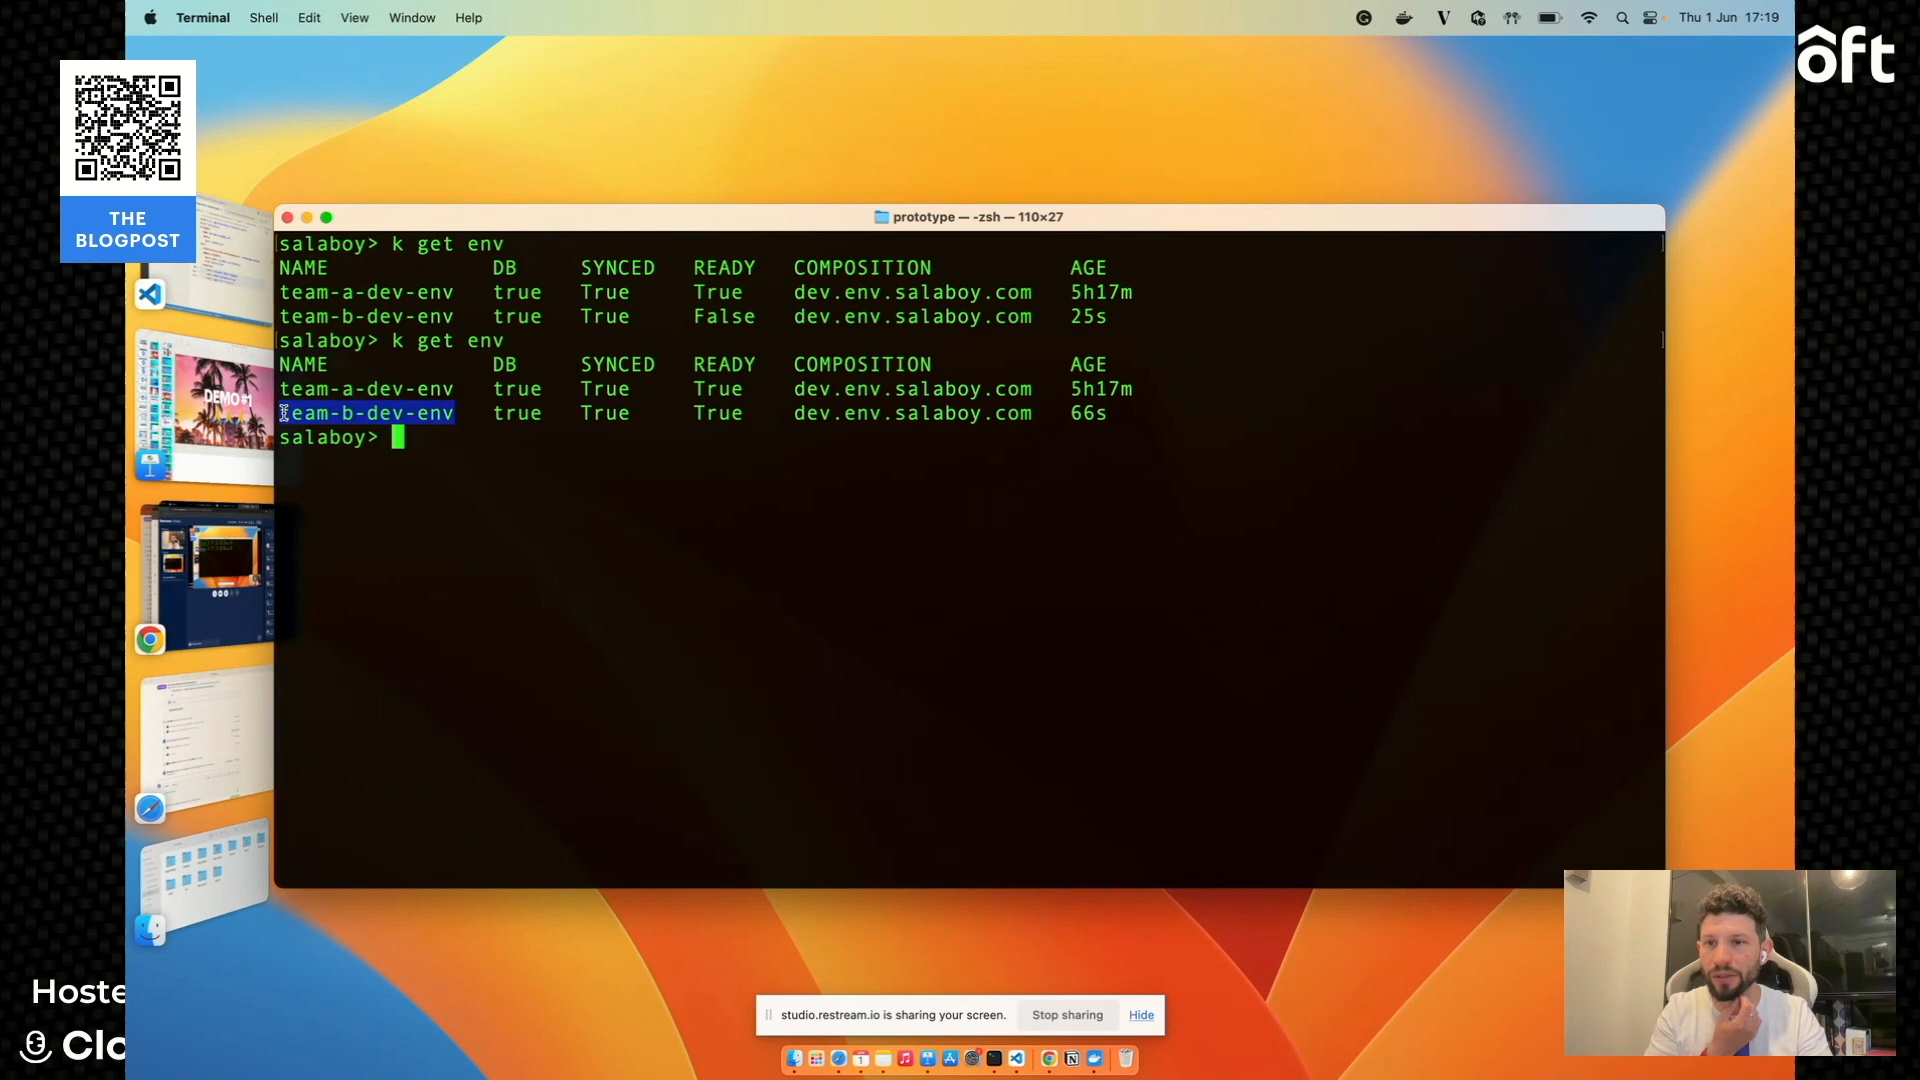 Terminal Shell Edit View Window Help
Thu 1 Jun 17:19
ôft
THE
BLOGPOST
prototype — -zsh — 110×27
salaboy> k get env
NAME DB SYNCED READY COMPOSITION AGE
team-a-dev-env true True True dev.env.salaboy.com 5h17m
team-b-dev-env true True False dev.env.salaboy.com 25s
salaboy> k get env
NAME DB SYNCED READY COMPOSITION AGE
team-a-dev-env true True True dev.env.salaboy.com 5h17m
team-b-dev-env true True True dev.env.salaboy.com 66s
salaboy>
DEMO #1
Hoste
Clo
studio.restream.io is sharing your screen. Stop sharing Hide